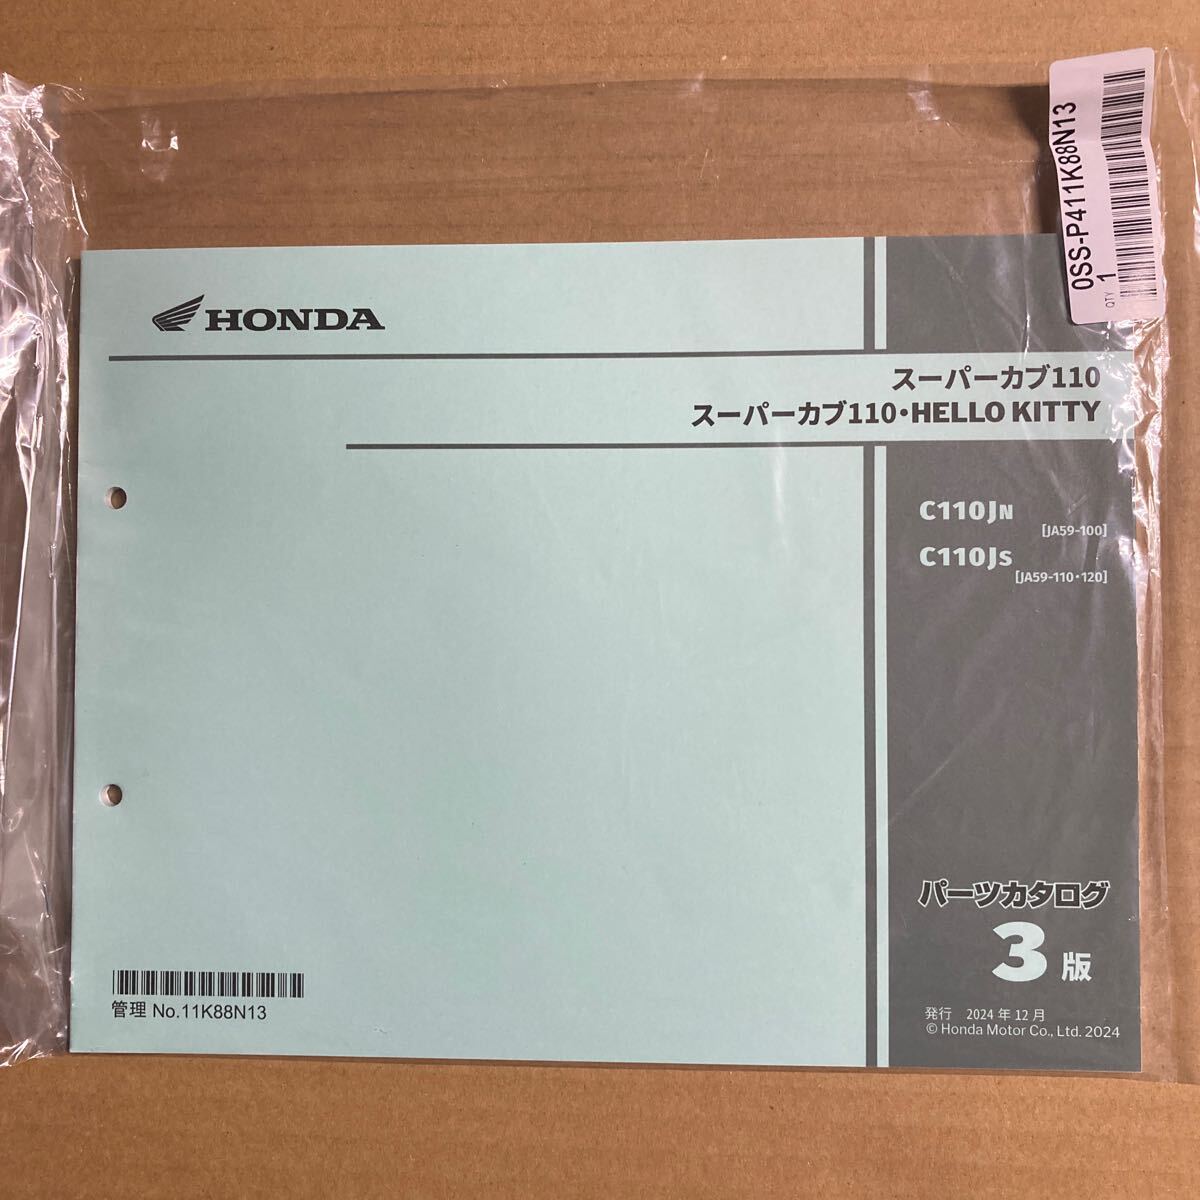 0SS-P411K88N13
QTY 1
HONDA
スーパーカブ110
スーパーカブ110・HELLO KITTY
C110JN
[JA59-100]
C110JS
[JA59-110・120]
パーツカタログ
3版
管理 No.11K88N13
発行 2024年12月
© Honda Motor Co., Ltd. 2024